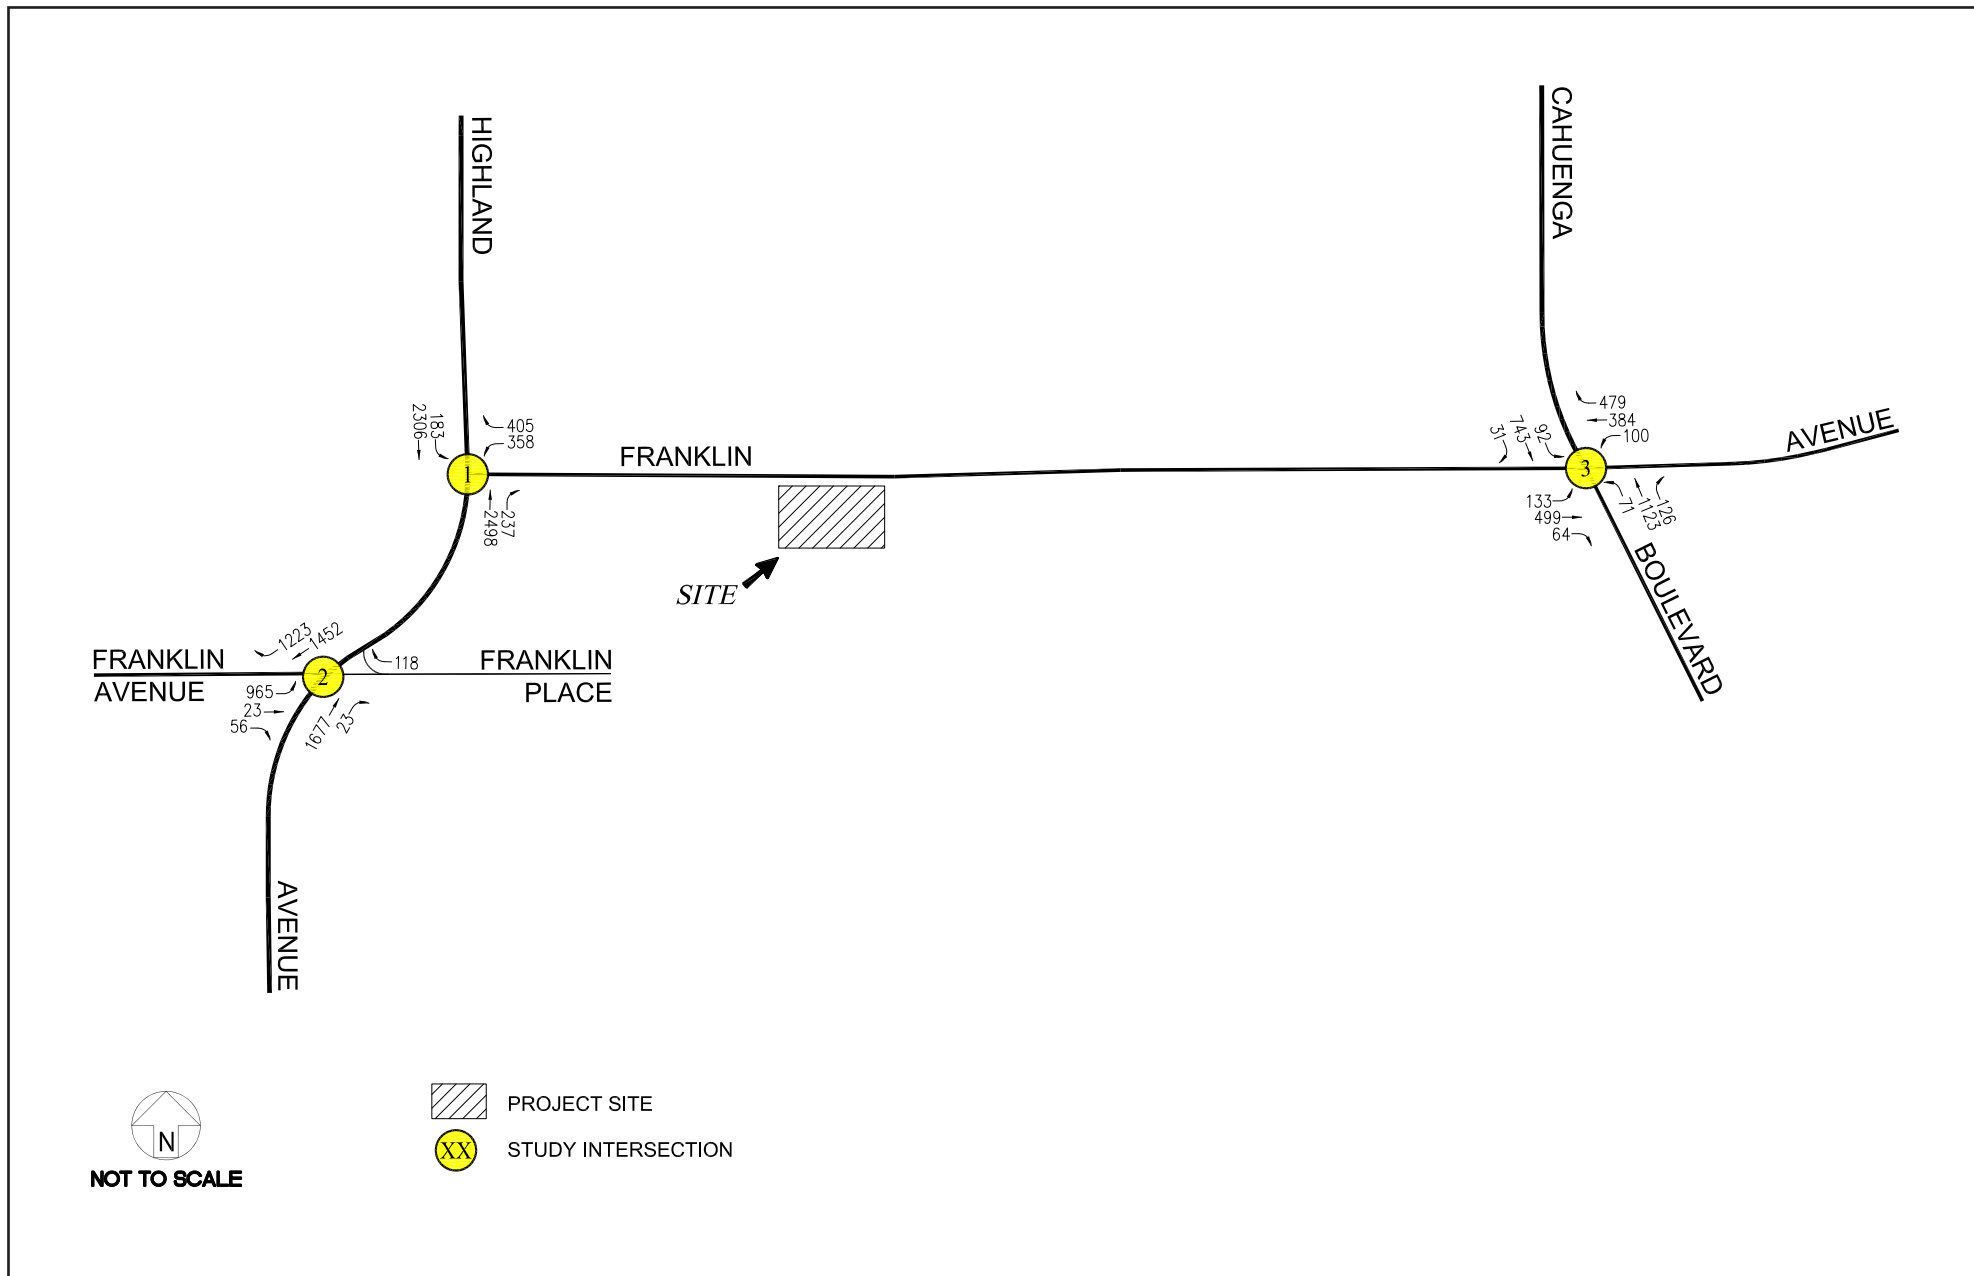 HIGHLAND
CAHUENGA
2306
183
405
358
1
FRANKLIN
237
2498
31
743
92
479
384
100
3
AVENUE
133
499
64
71
1123
126
BOULEVARD
SITE
1223
1452
FRANKLIN
AVENUE
2
118
FRANKLIN
PLACE
965
23
56
1677
23
AVENUE
N
NOT TO SCALE
PROJECT SITE
XX
STUDY INTERSECTION